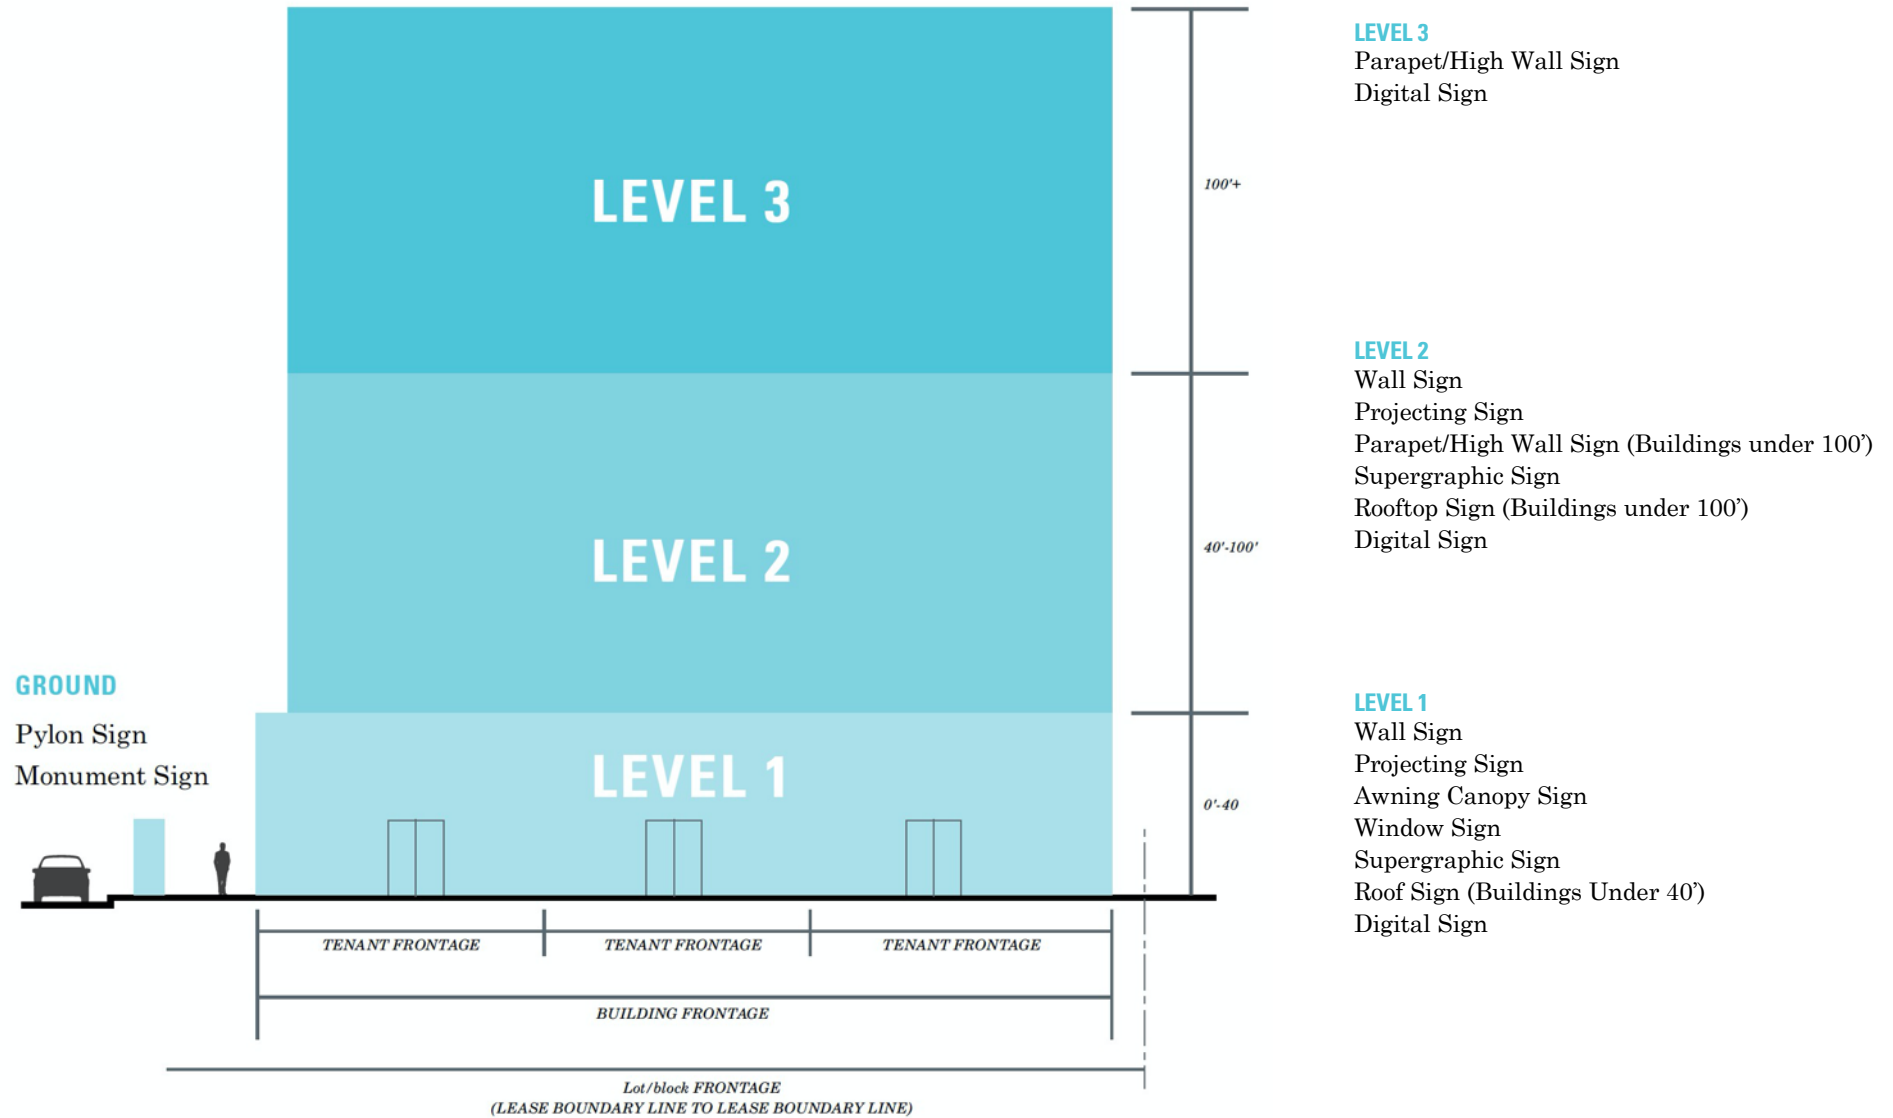 LEVEL 3
100'+
LEVEL 3
Parapet/High Wall Sign
Digital Sign
LEVEL 2
40'-100'
LEVEL 2
Wall Sign
Projecting Sign
Parapet/High Wall Sign (Buildings under 100’)
Supergraphic Sign
Rooftop Sign (Buildings under 100’)
Digital Sign
GROUND
Pylon Sign
Monument Sign
LEVEL 1
0'-40
LEVEL 1
Wall Sign
Projecting Sign
Awning Canopy Sign
Window Sign
Supergraphic Sign
Roof Sign (Buildings Under 40’)
Digital Sign
TENANT FRONTAGE
TENANT FRONTAGE
TENANT FRONTAGE
BUILDING FRONTAGE
Lot/block FRONTAGE
(LEASE BOUNDARY LINE TO LEASE BOUNDARY LINE)